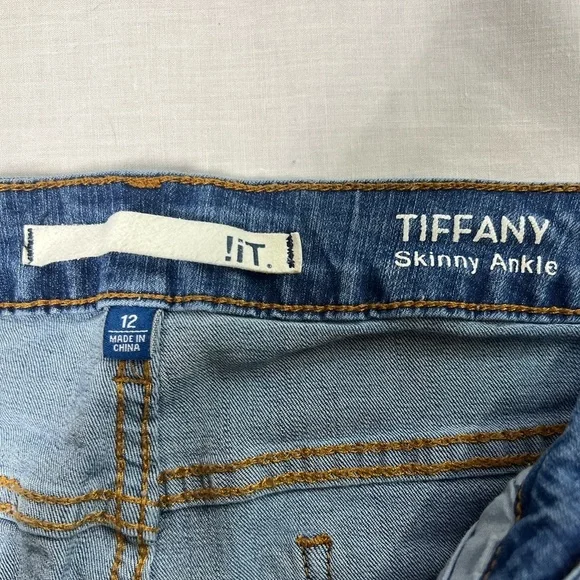 !iT.
TIFFANY
Skinny Ankle
12
MADE IN
CHINA